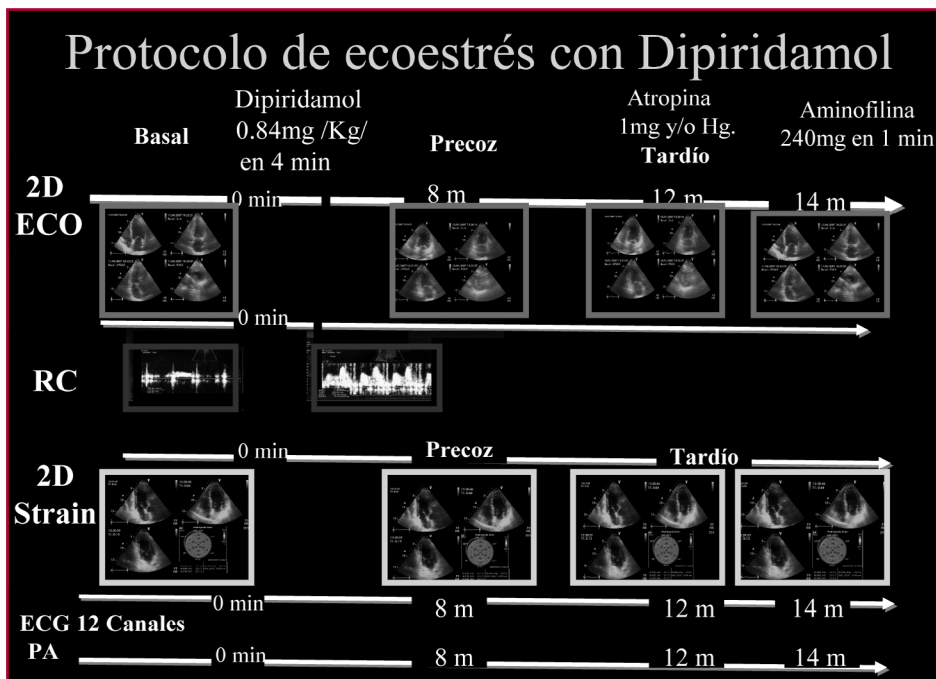 Protocolo de ecoestrés con Dipiridamol
Basal
Dipiridamol
0.84mg /Kg/
en 4 min
Precoz
Atropina
1mg y/o Hg.
Tardío
Aminofilina
240mg en 1 min
2D
ECO
0 min
8 m
12 m
14 m
0 min
RC
0 min
Precoz
Tardío
2D
Strain
0 min
8 m
12 m
14 m
ECG 12 Canales
PA
0 min
8 m
12 m
14 m